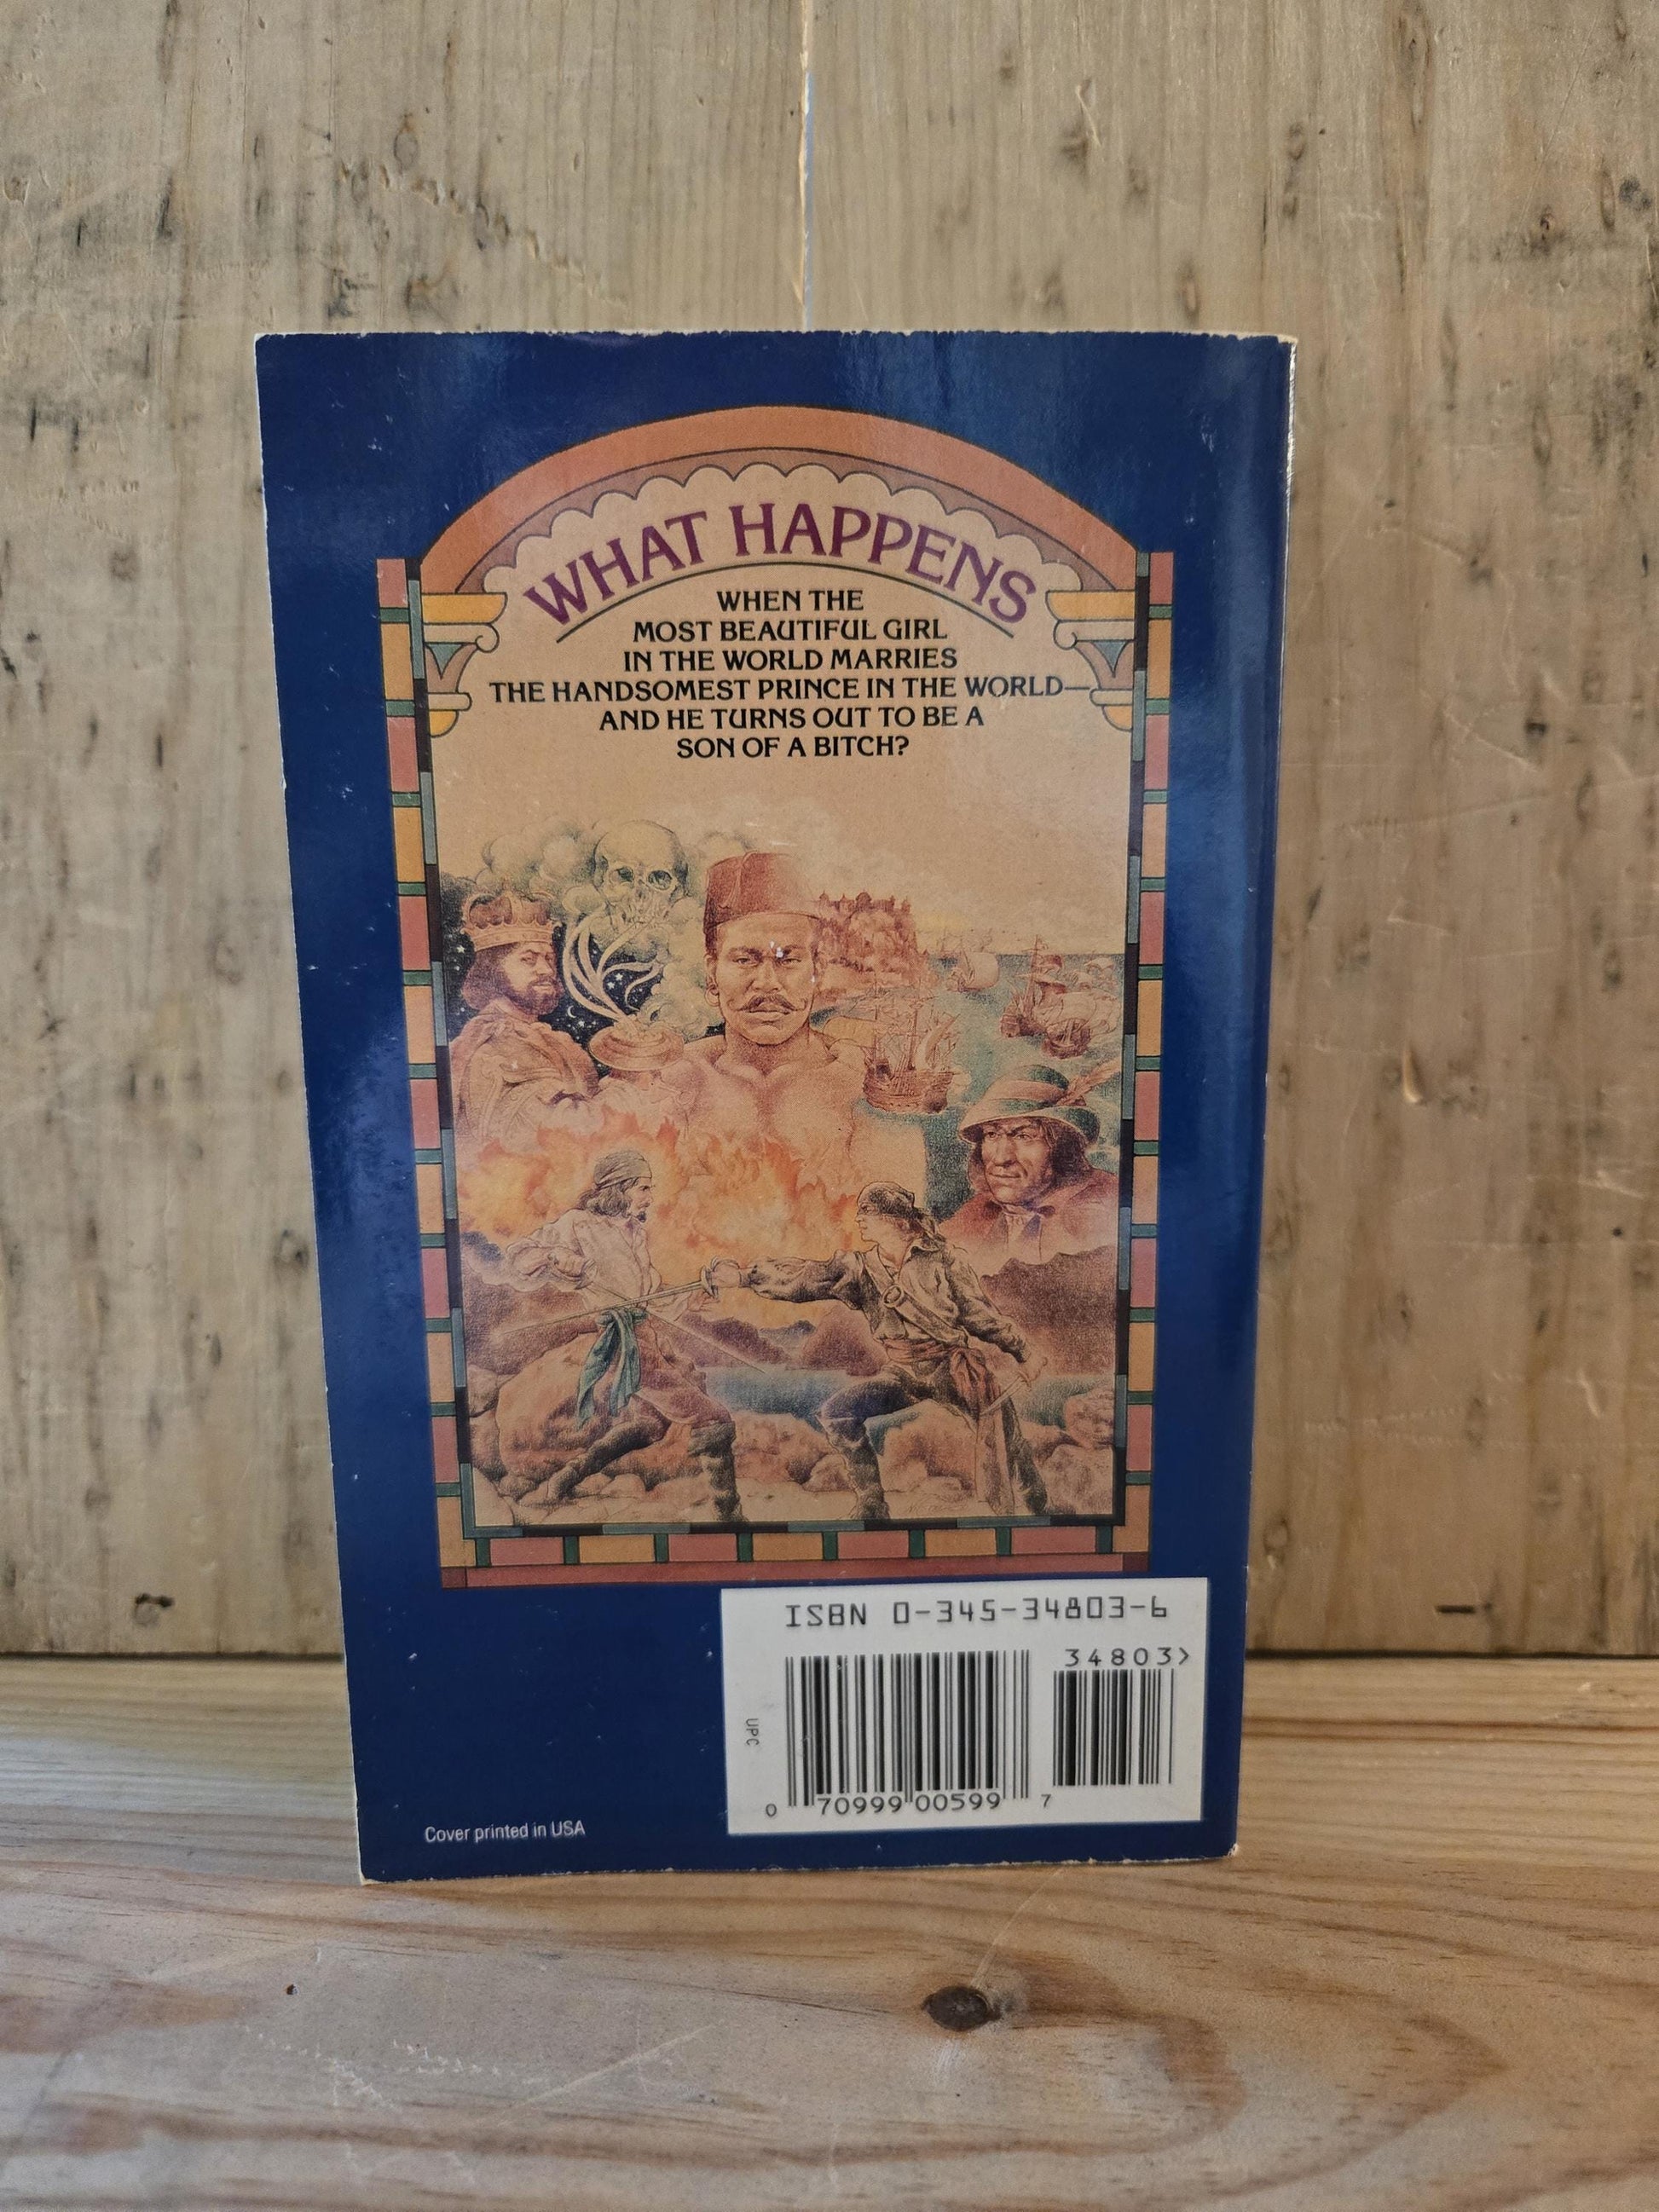 WHAT HAPPENS
WHEN THE
MOST BEAUTIFUL GIRL
IN THE WORLD MARRIES
THE HANDSOMEST PRINCE IN THE WORLD—
AND HE TURNS OUT TO BE A
SON OF A BITCH?
ISBN 0-345-34803-6
34803>
UPC
0 70999 00599 7
Cover printed in USA